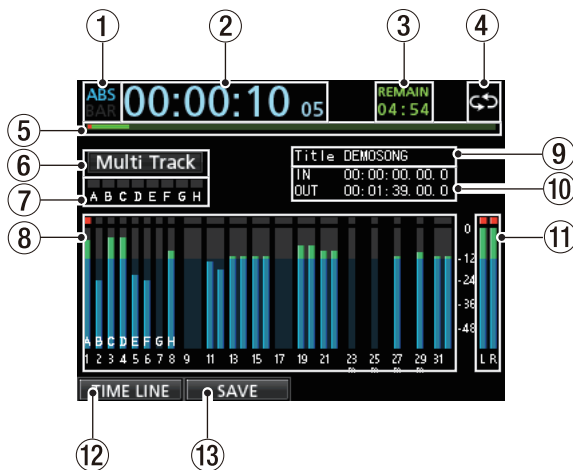 ① ② ③ ④
ABS 00:00:10 05 REMAIN
BAR 04:54
⑤
⑥ Multi Track Title DEMOSONG ⑨
IN 00:00:00.00.0
⑦ A B C D E F G H OUT 00:01:39.00.0 ⑩
⑧ 0 ⑪
-12
-24
-36
-48
A B C D E F G H
1 2 3 4 5 6 7 8 9 11 13 15 17 19 21 23 25 27 29 31 L R
TIME LINE SAVE
⑫ ⑬